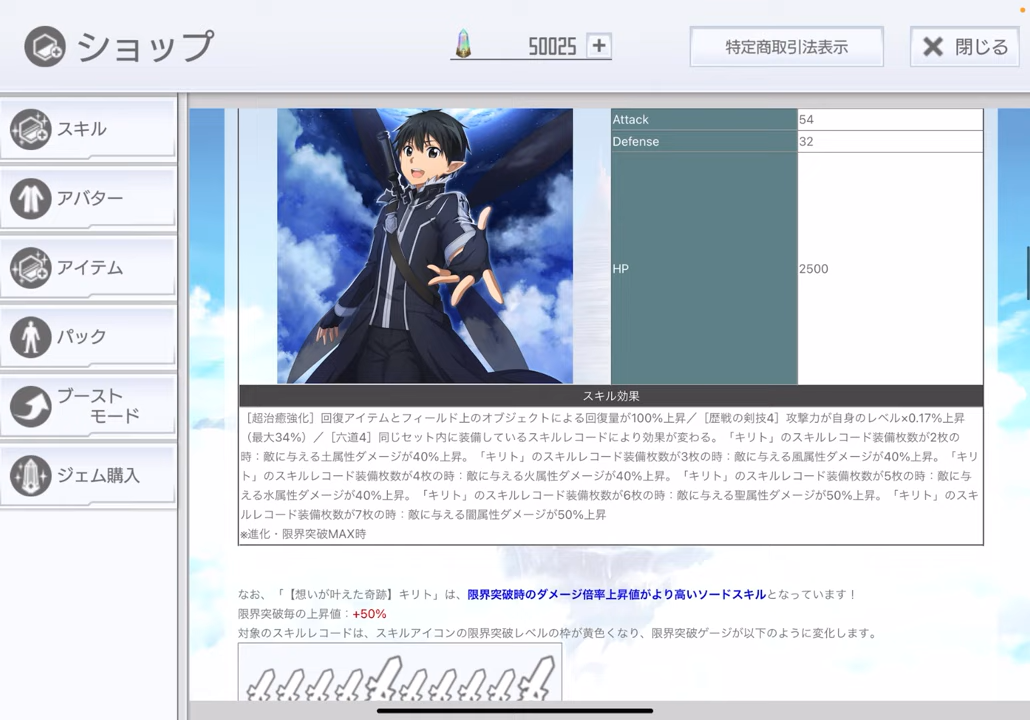 ショップ
50025
特定商取引法表示
閉じる
スキル
アバター
アイテム
パック
ブースト
モード
ジェム購入
Attack 54
Defense 32
HP 2500
スキル効果
［超治癒強化］回復アイテムとフィールド上のオブジェクトによる回復量が100%上昇／［歴戦の剣技4］攻撃力が自身のレベル×0.17%上昇
（最大34%）／［六道4］同じセット内に装備しているスキルレコードにより効果が変わる。「キリト」のスキルレコード装備枚数が2枚の
時：敵に与える土属性ダメージが40%上昇。「キリト」のスキルレコード装備枚数が3枚の時：敵に与える風属性ダメージが40%上昇。「キリ
ト」のスキルレコード装備枚数が4枚の時：敵に与える火属性ダメージが40%上昇。「キリト」のスキルレコード装備枚数が5枚の時：敵に与
える水属性ダメージが40%上昇。「キリト」のスキルレコード装備枚数が6枚の時：敵に与える聖属性ダメージが50%上昇。「キリト」のスキ
ルレコード装備枚数が7枚の時：敵に与える闇属性ダメージが50%上昇
※進化・限界突破MAX時
なお、「【想いが叶えた奇跡】キリト」は、限界突破時のダメージ倍率上昇値がより高いソードスキルとなっています！
限界突破毎の上昇値：+50%
対象のスキルレコードは、スキルアイコンの限界突破レベルの枠が黄色くなり、限界突破ゲージが以下のように変化します。